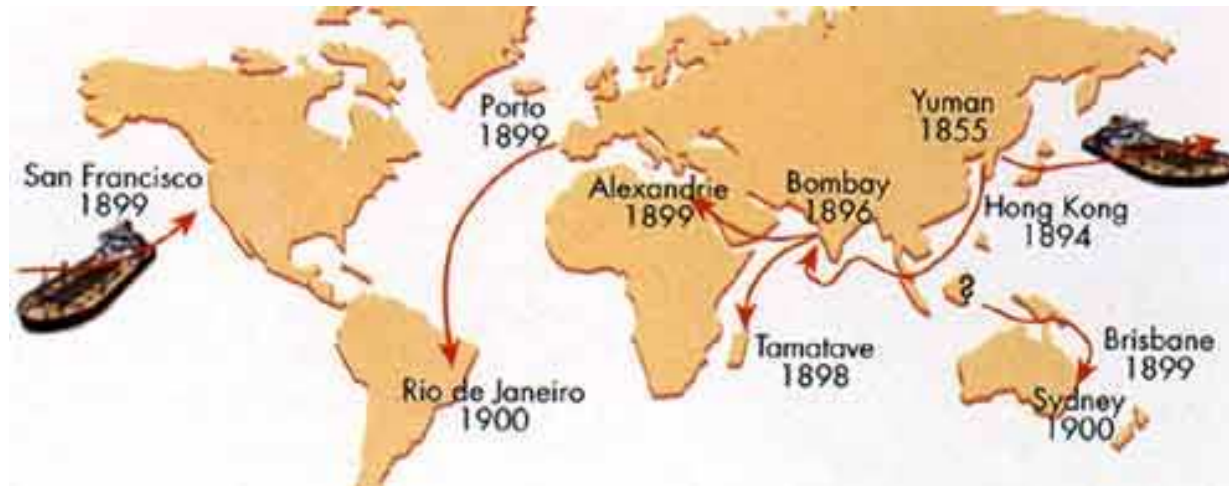 Porto
1899
Yuman
1855
San Francisco
1899
Alexandrie
1899
Bombay
1896
Hong Kong
1894
?
Tamatave
1898
Brisbane
1899
Rio de Janeiro
1900
Sydney
1900